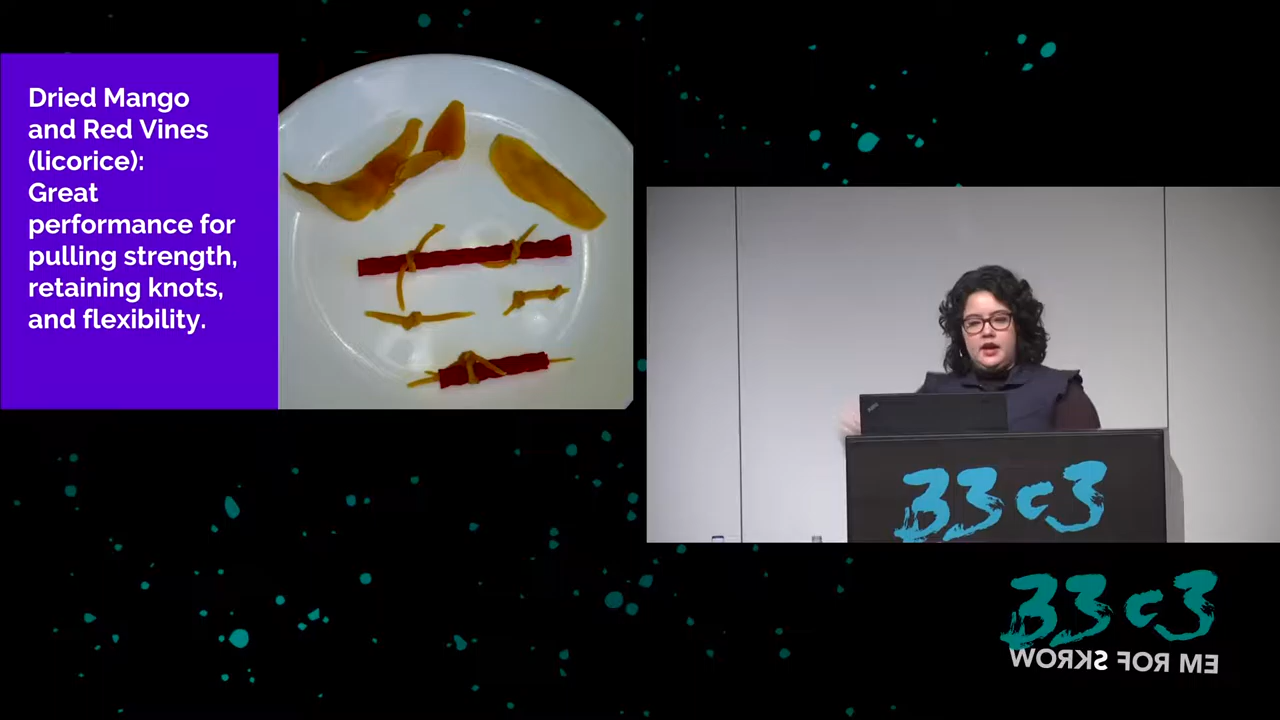 Dried Mango
and Red Vines
(licorice):
Great
performance for
pulling strength,
retaining knots,
and flexibility.
33c3
33c3
WORKS FOR ME